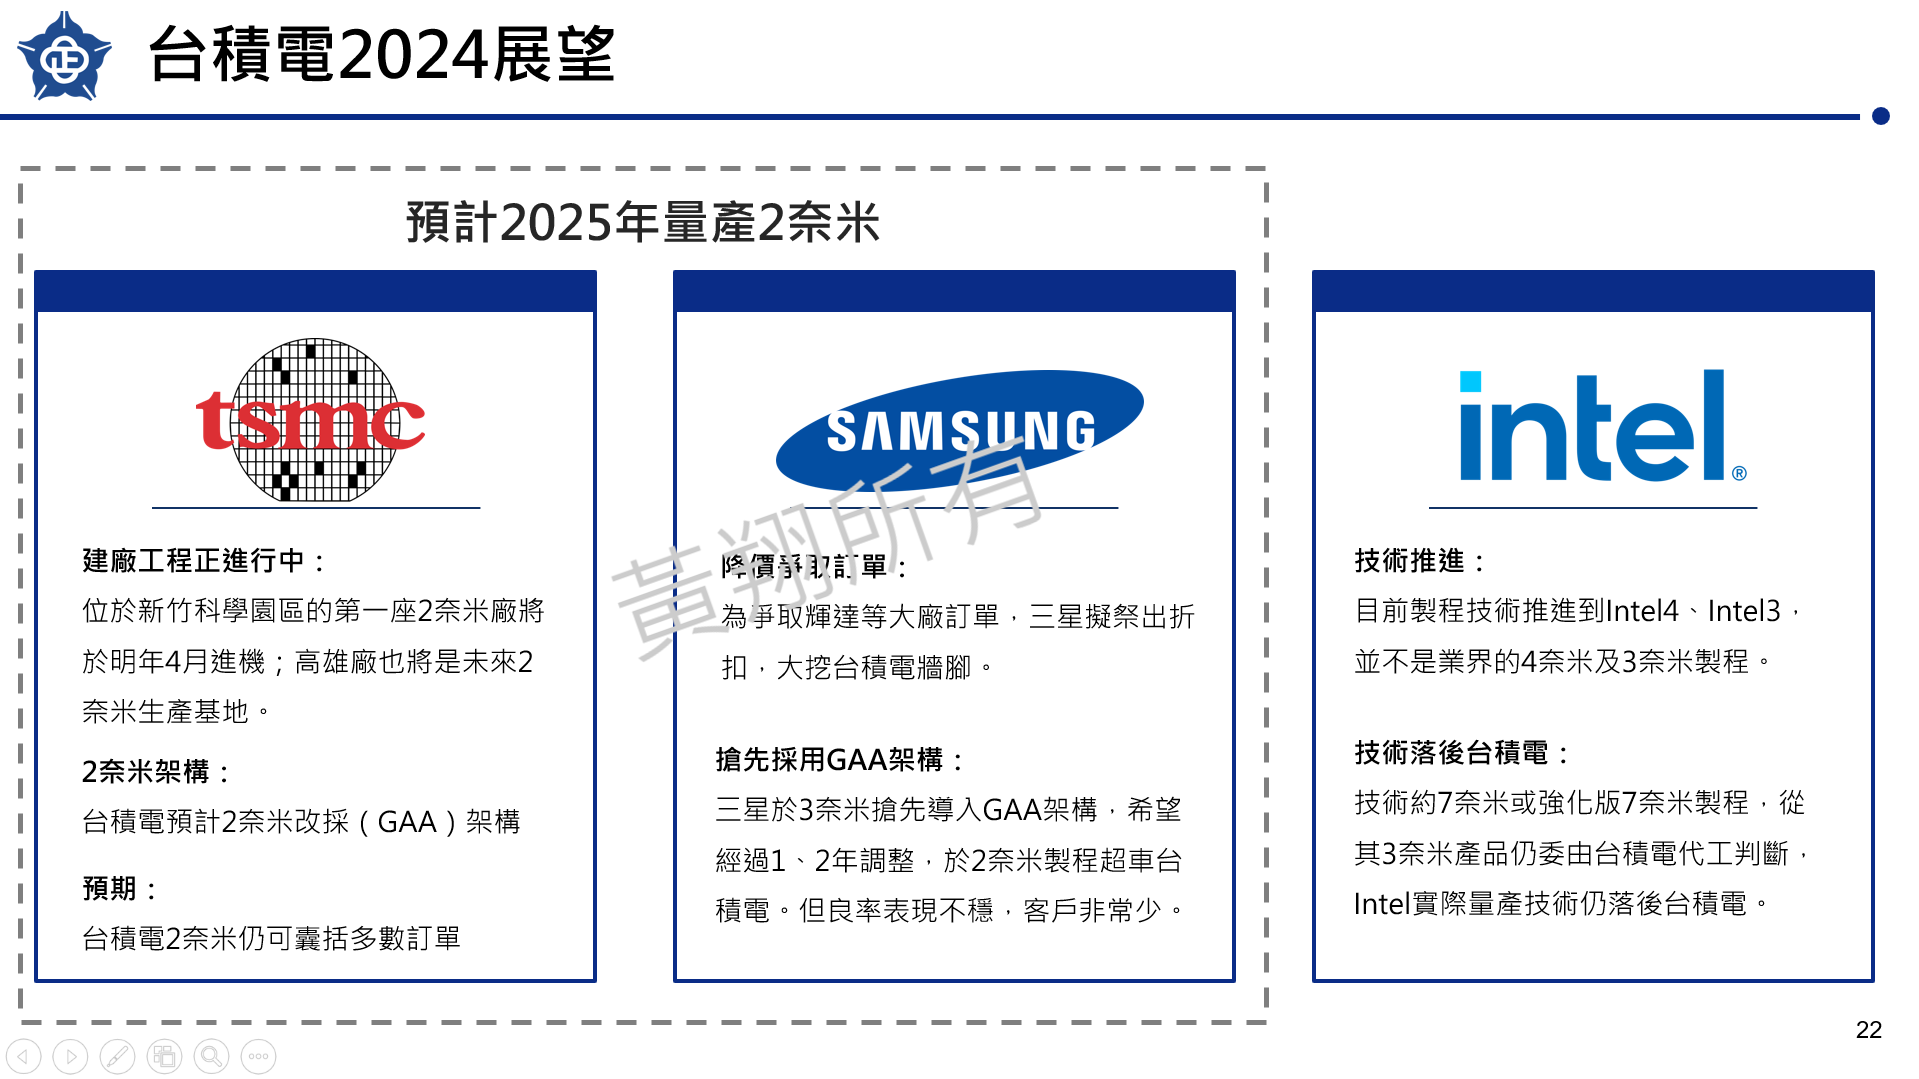 台積電2024展望
預計2025年量產2奈米
tsmc
建廠工程正進行中：
位於新竹科學園區的第一座2奈米廠將
於明年4月進機；高雄廠也將是未來2
奈米生產基地。
2奈米架構：
台積電預計2奈米改採（GAA）架構
預期：
台積電2奈米仍可囊括多數訂單
SAMSUNG
降價爭取訂單：
為爭取輝達等大廠訂單，三星擬祭出折
扣，大挖台積電牆腳。
搶先採用GAA架構：
三星於3奈米搶先導入GAA架構，希望
經過1、2年調整，於2奈米製程超車台
積電。但良率表現不穩，客戶非常少。
intel®
技術推進：
目前製程技術推進到Intel4、Intel3，
並不是業界的4奈米及3奈米製程。
技術落後台積電：
技術約7奈米或強化版7奈米製程，從
其3奈米產品仍委由台積電代工判斷，
Intel實際量產技術仍落後台積電。
黃翔所有
22